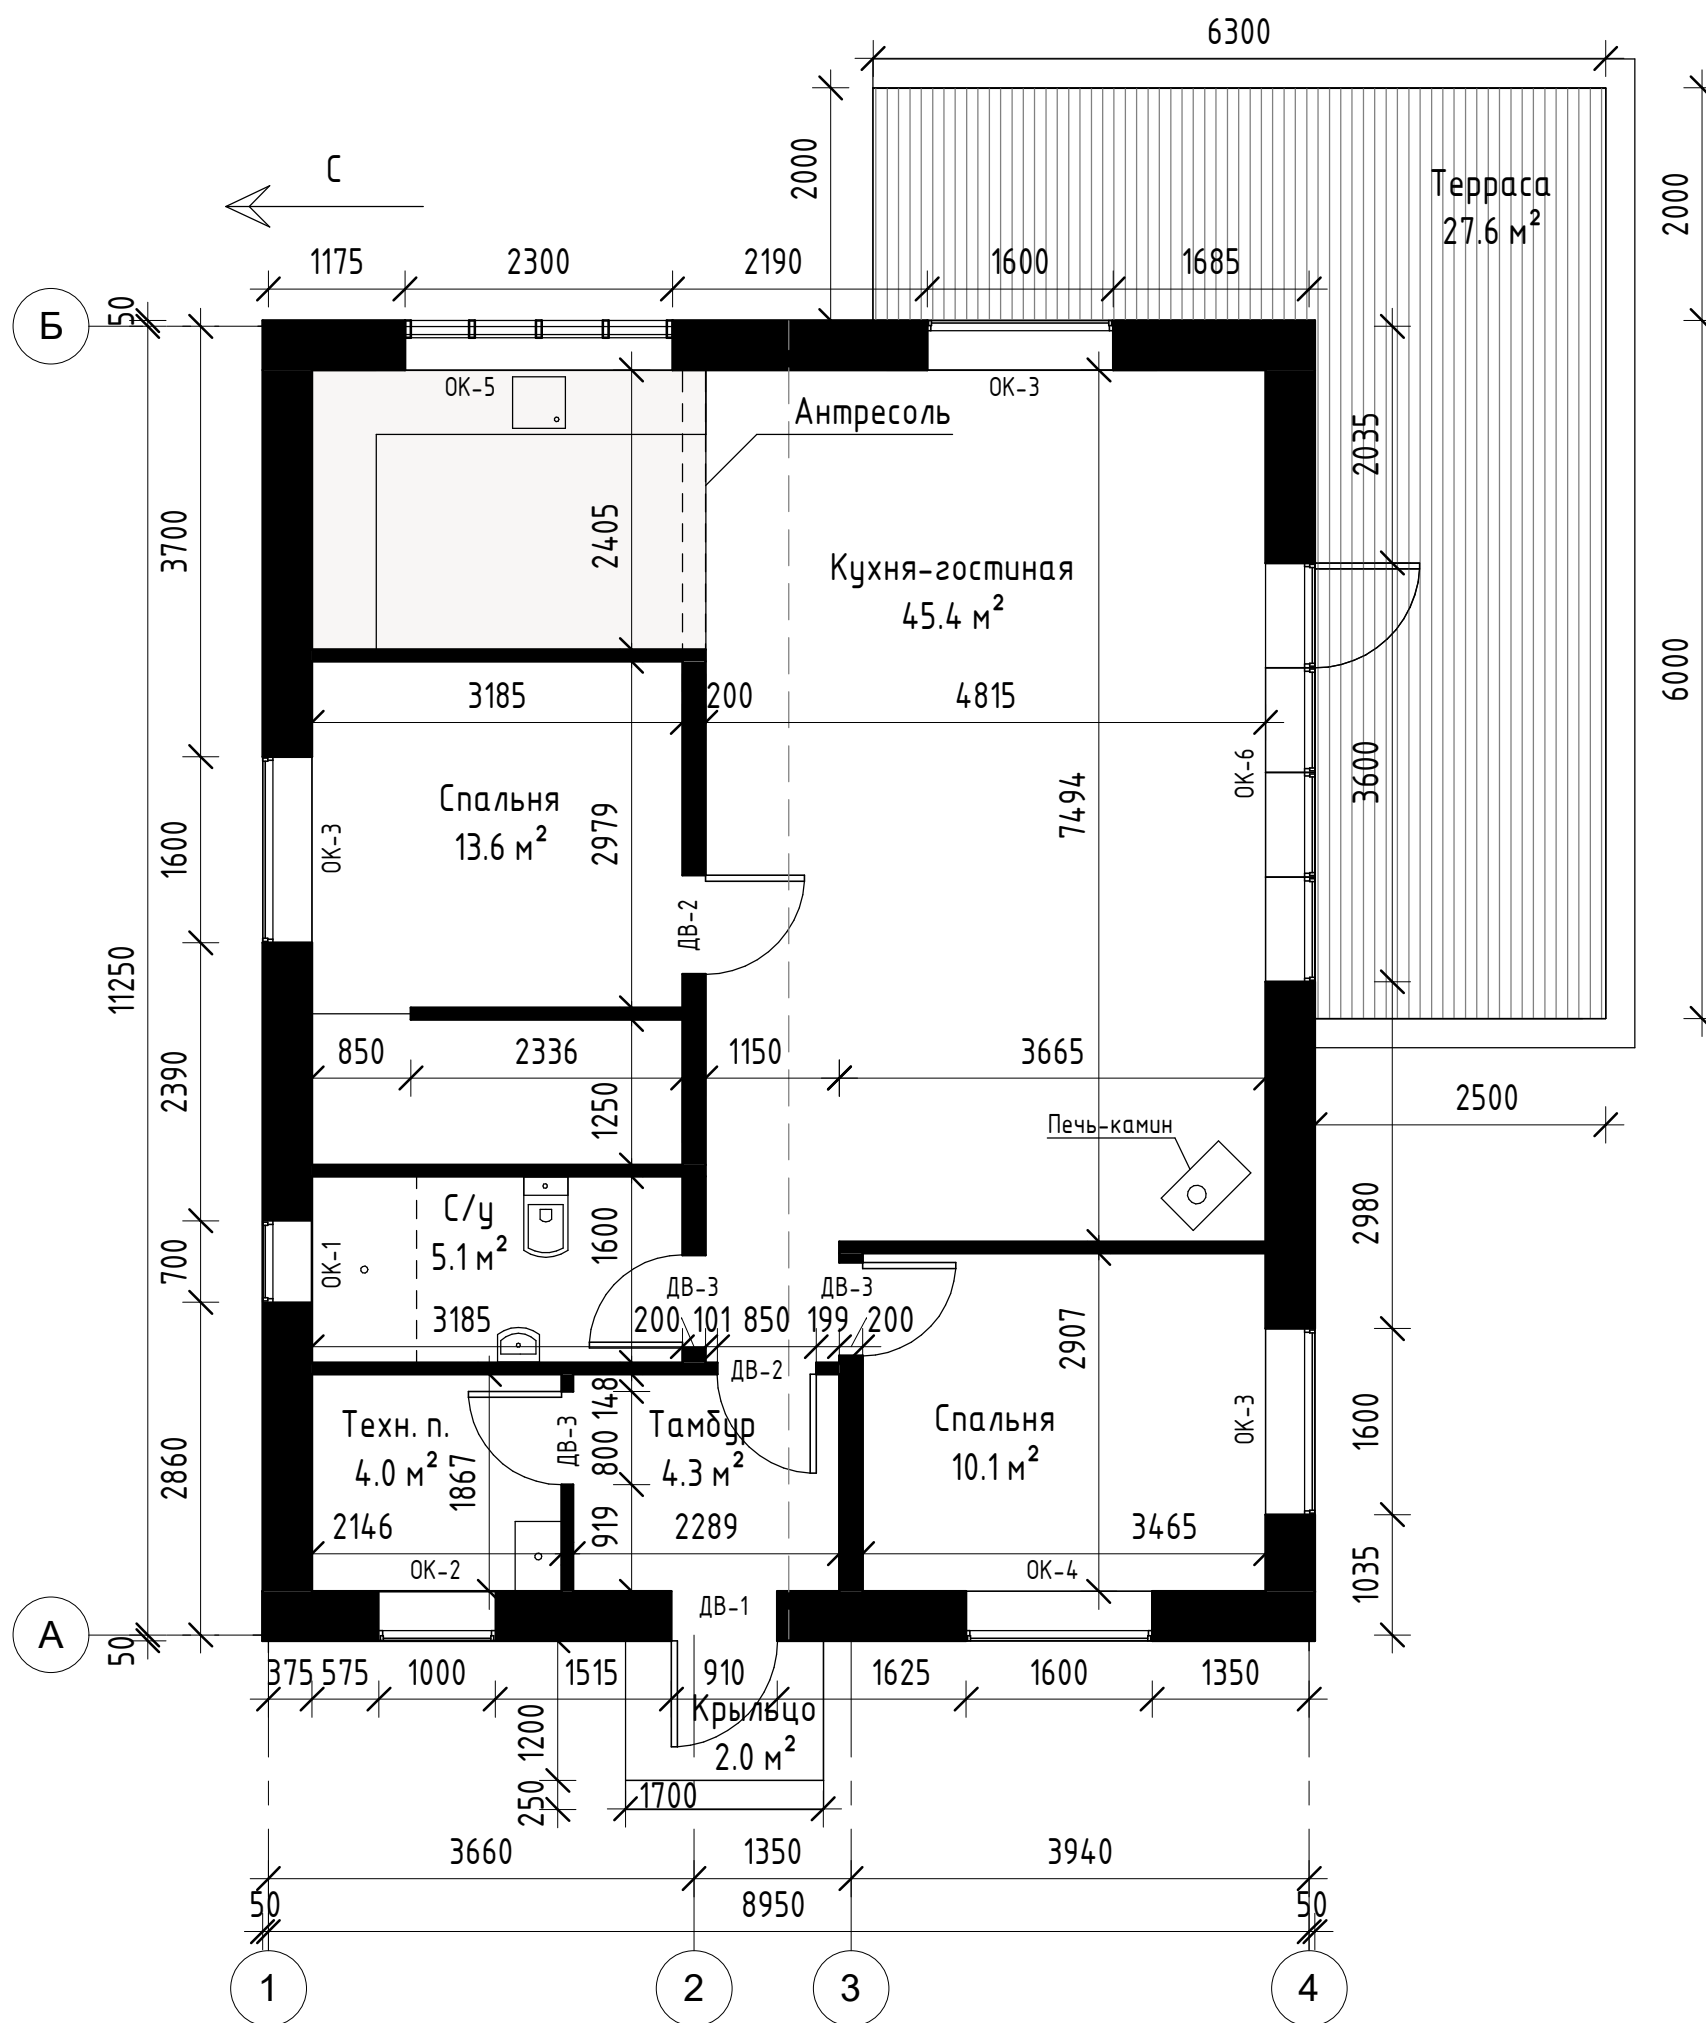 6300
2000
С
Терраса
27.6 м²
2000
1175
2300
2190
1600
1685
50
Б
ОК-5
ОК-3
Антресоль
2035
3700
2405
Кухня-гостиная
45.4 м²
6000
3185
200
4815
ОК-6
3600
Спальня
13.6 м²
1600
ОК-3
2979
7494
ДВ-2
11250
850
2336
1150
3665
2390
1250
2500
Печь-камин
С/у
5.1 м²
1600
2980
700
ОК-1
ДВ-3
ДВ-3
3185
200
101
850
199
200
2907
ДВ-2
148
Техн. п.
4.0 м²
1867
ДВ-3
800
Тамбур
4.3 м²
Спальня
10.1 м²
ОК-3
1600
2860
2146
919
2289
3465
ОК-2
ОК-4
1035
ДВ-1
А
50
375
575
1000
1515
910
1625
1600
1350
Крыльцо
2.0 м²
1200
250
1700
3660
1350
3940
50
8950
50
1
2
3
4